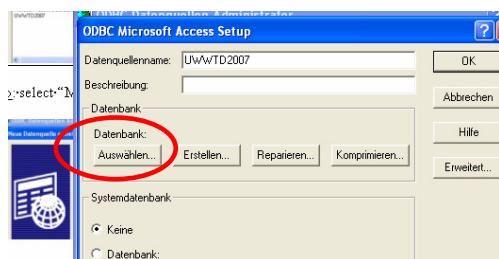 UWWTD2007
ODBC Datenquellen Administrator
ODBC Microsoft Access Setup
?
Datenquellenname: UWWTD2007
OK
Beschreibung:
Abbrechen
select "M
Datenbank
Datenbank:
Hilfe
Neue Datenquelle
Auswählen... Erstellen... Reparieren... Komprimieren...
Erweitert...
Systemdatenbank
Keine
Datenbank: